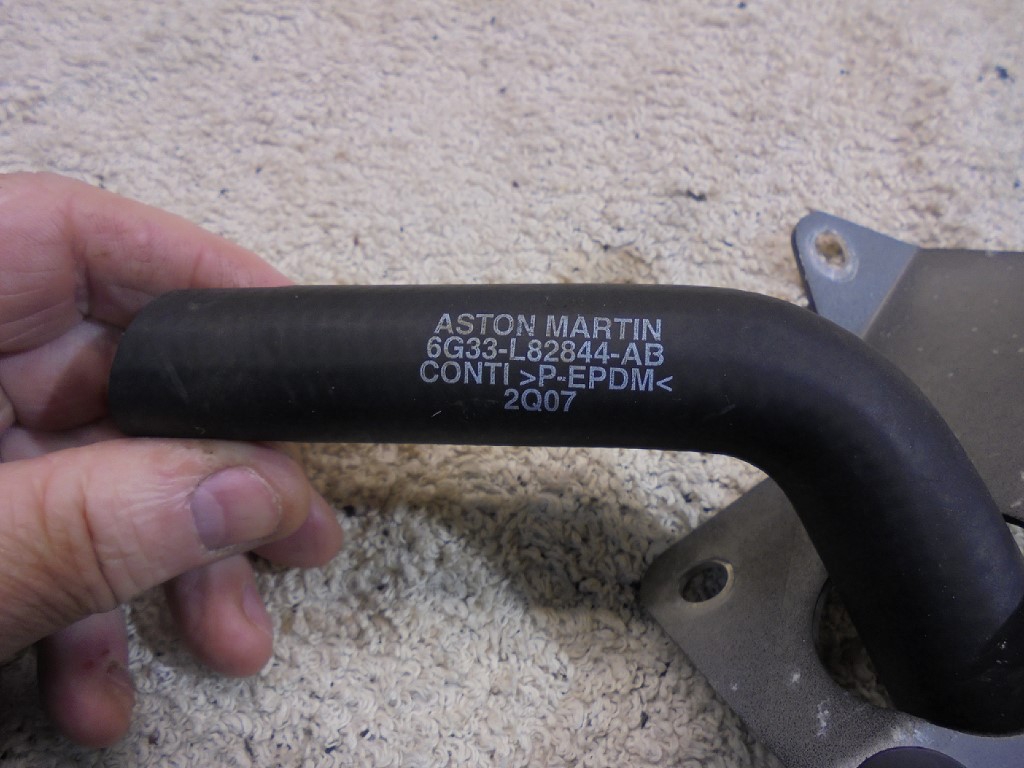 ASTON MARTIN
6G33-L82844-AB
CONTI >P-EPDM<
2Q07